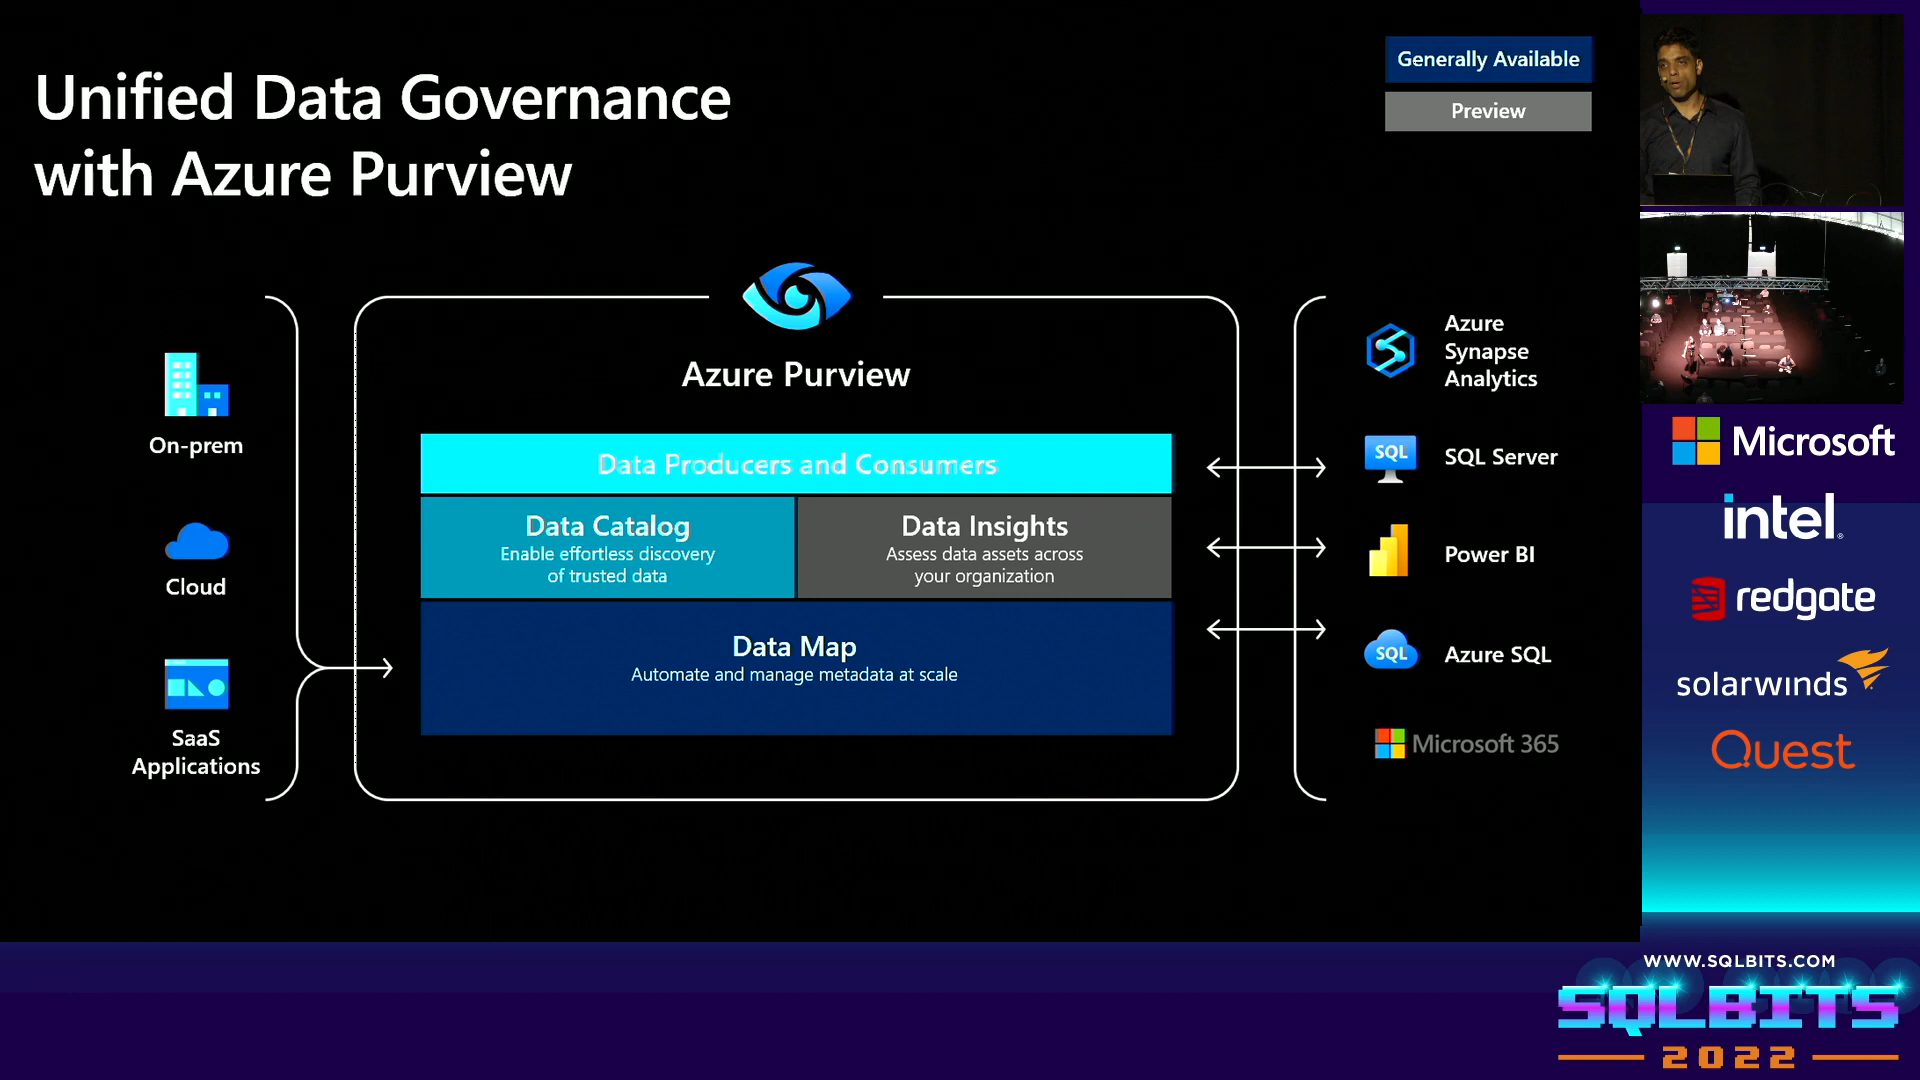 Unified Data Governance
with Azure Purview
Generally Available
Preview
On-prem
Cloud
SaaS
Applications
Azure Purview
Data Producers and Consumers
Data Catalog
Enable effortless discovery
of trusted data
Data Insights
Assess data assets across
your organization
Data Map
Automate and manage metadata at scale
Azure
Synapse
Analytics
SQL
SQL Server
Power BI
SQL
Azure SQL
Microsoft 365
Microsoft
intel.
redgate
solarwinds
Quest
WWW.SQLBITS.COM
SQLBITS
2022